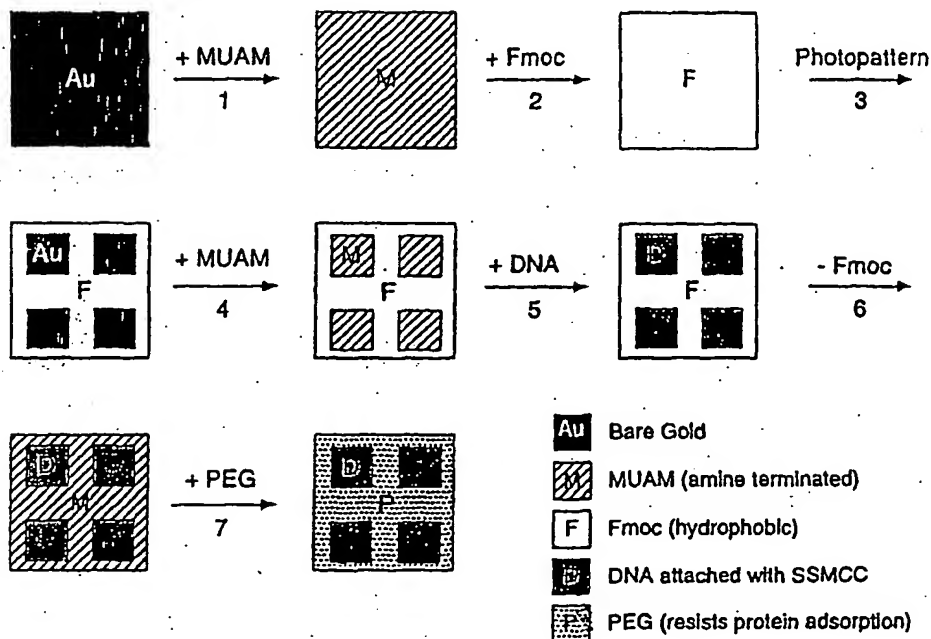 Au
+ MUAM
1
M
+ Fmoc
2
F
Photopattern
3
Au
F
+ MUAM
4
M
F
+ DNA
5
D
F
- Fmoc
6
D
M
+ PEG
7
D
P
Au Bare Gold
M MUAM (amine terminated)
F Fmoc (hydrophobic)
D DNA attached with SSMCC
P PEG (resists protein adsorption)